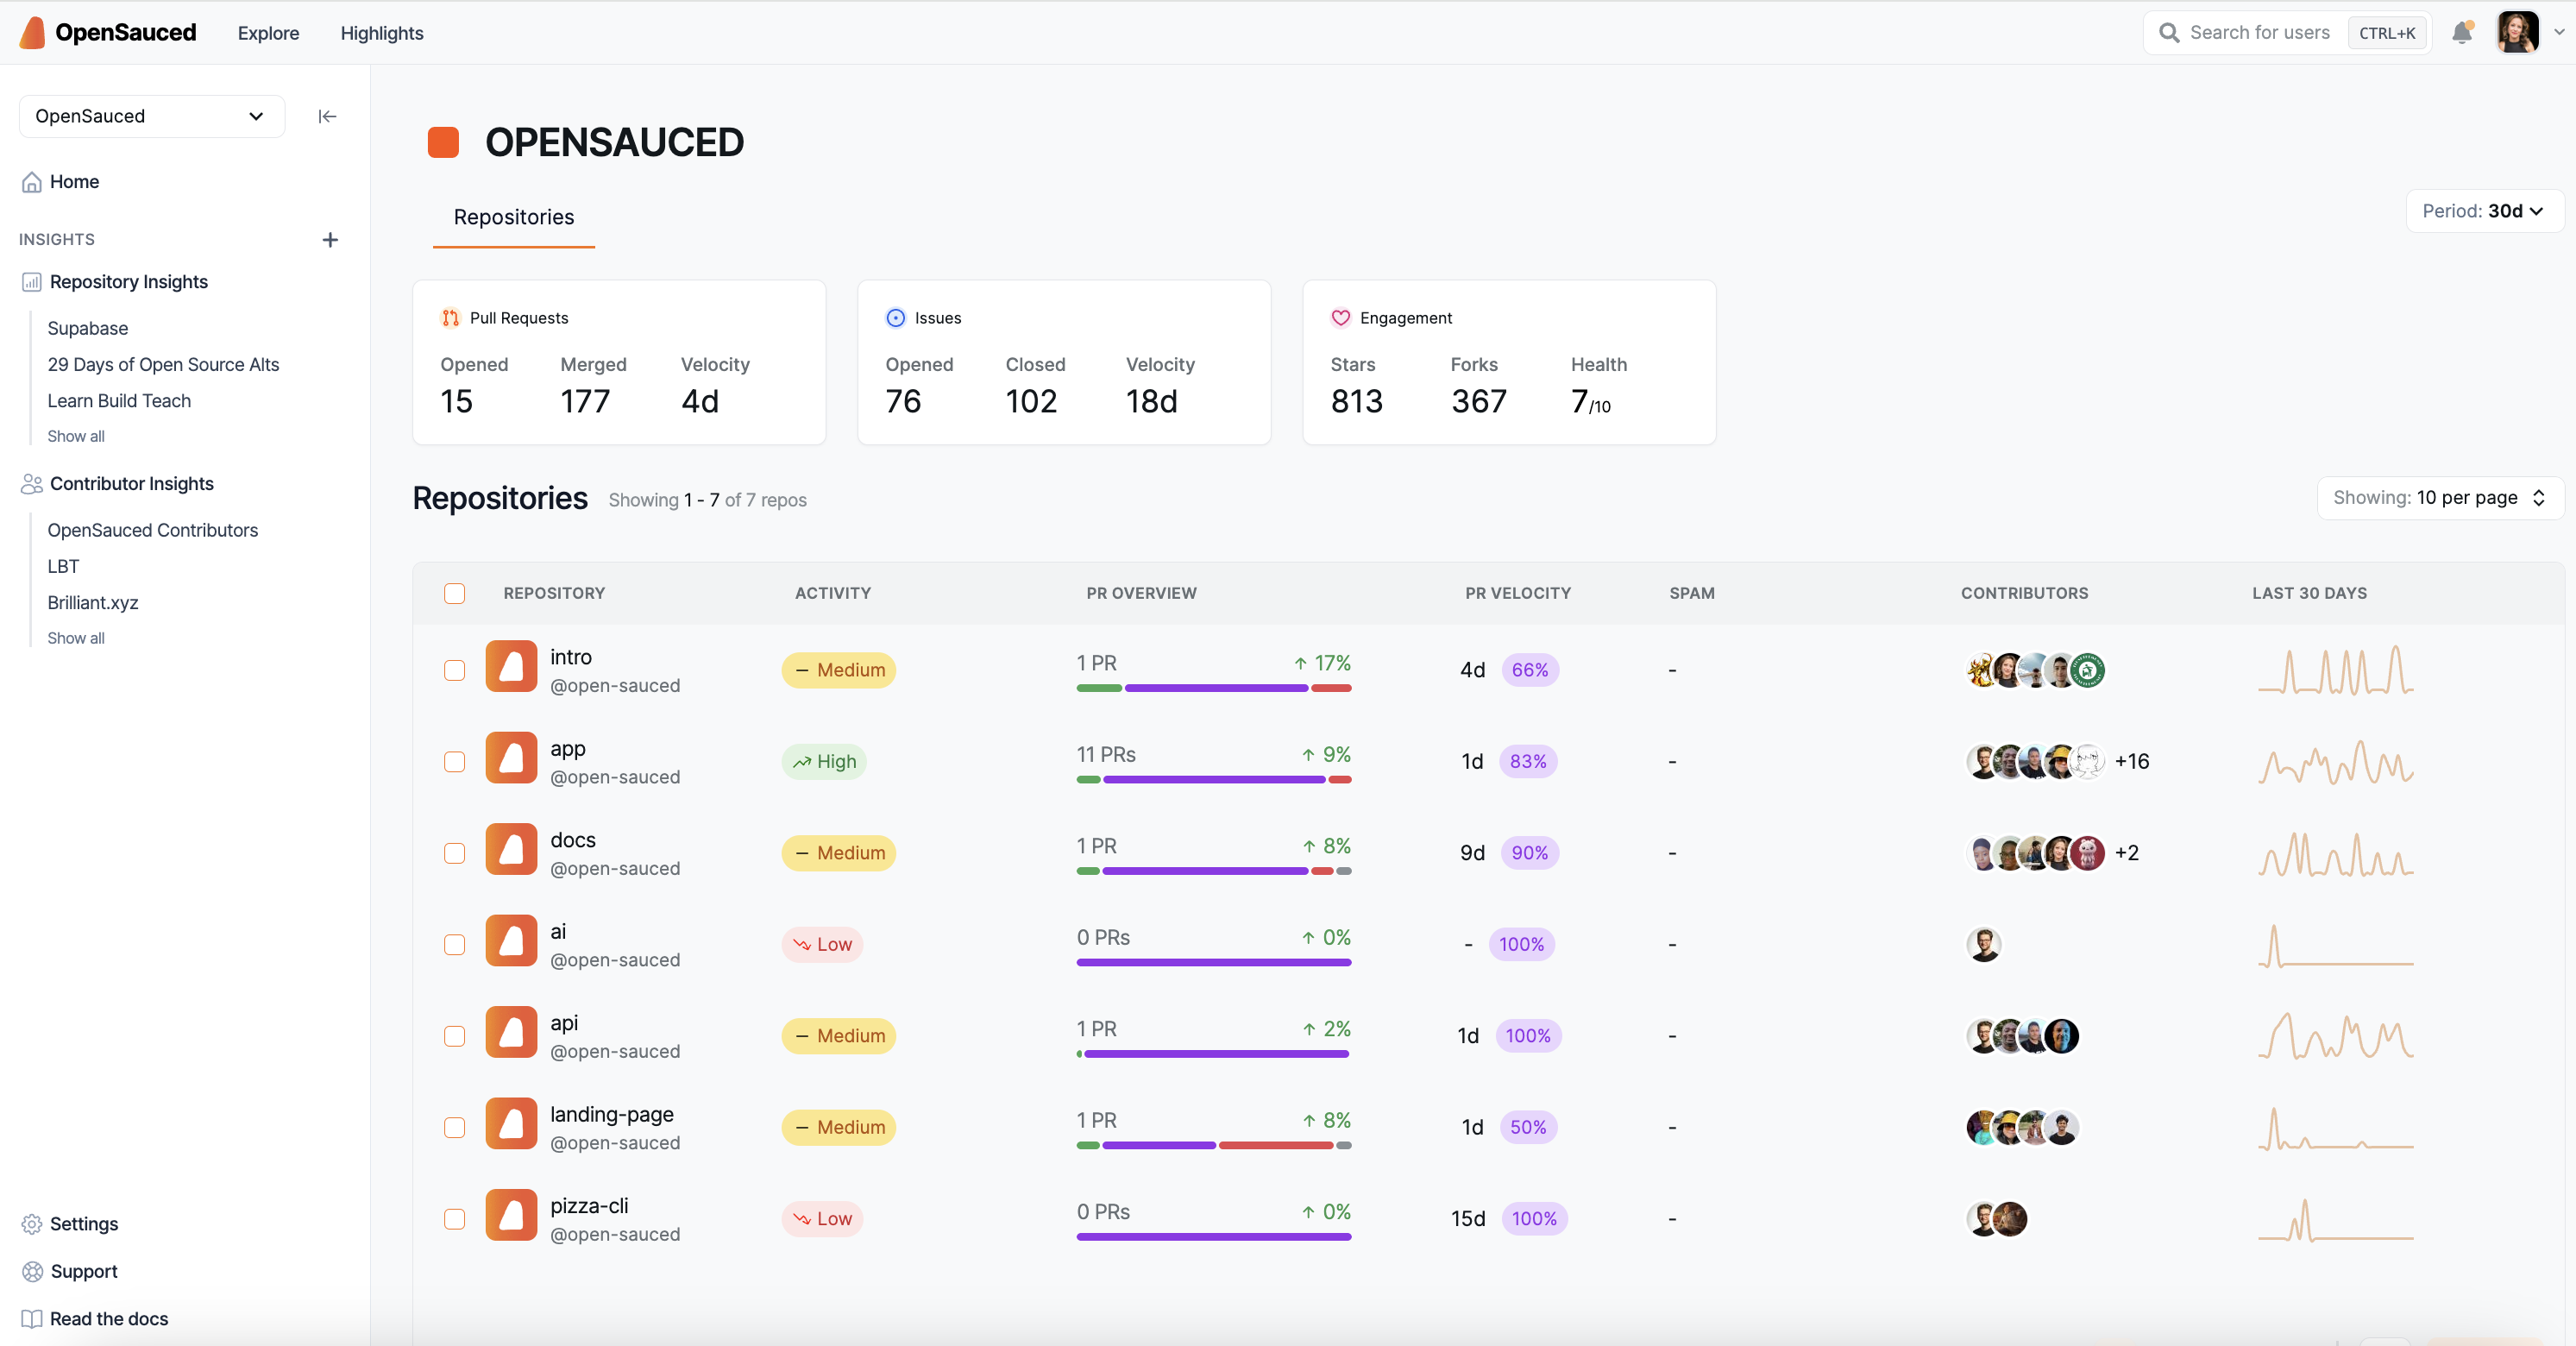 OpenSauced Explore Highlights Search for users CTRL+K
OpenSauced
Home
INSIGHTS
Repository Insights
Supabase
29 Days of Open Source Alts
Learn Build Teach
Show all
Contributor Insights
OpenSauced Contributors
LBT
Brilliant.xyz
Show all
Settings
Support
Read the docs
OPENSAUCED
Repositories
Period: 30d
Pull Requests
Opened Merged Velocity
15 177 4d
Issues
Opened Closed Velocity
76 102 18d
Engagement
Stars Forks Health
813 367 7/10
Repositories Showing 1 - 7 of 7 repos
Showing: 10 per page
REPOSITORY ACTIVITY PR OVERVIEW PR VELOCITY SPAM CONTRIBUTORS LAST 30 DAYS
intro
@open-sauced
Medium
1 PR 17%
4d 66% -
app
@open-sauced
High
11 PRs 9%
1d 83% - +16
docs
@open-sauced
Medium
1 PR 8%
9d 90% - +2
ai
@open-sauced
Low
0 PRs 0%
- 100% -
api
@open-sauced
Medium
1 PR 2%
1d 100% -
landing-page
@open-sauced
Medium
1 PR 8%
1d 50% -
pizza-cli
@open-sauced
Low
0 PRs 0%
15d 100% -